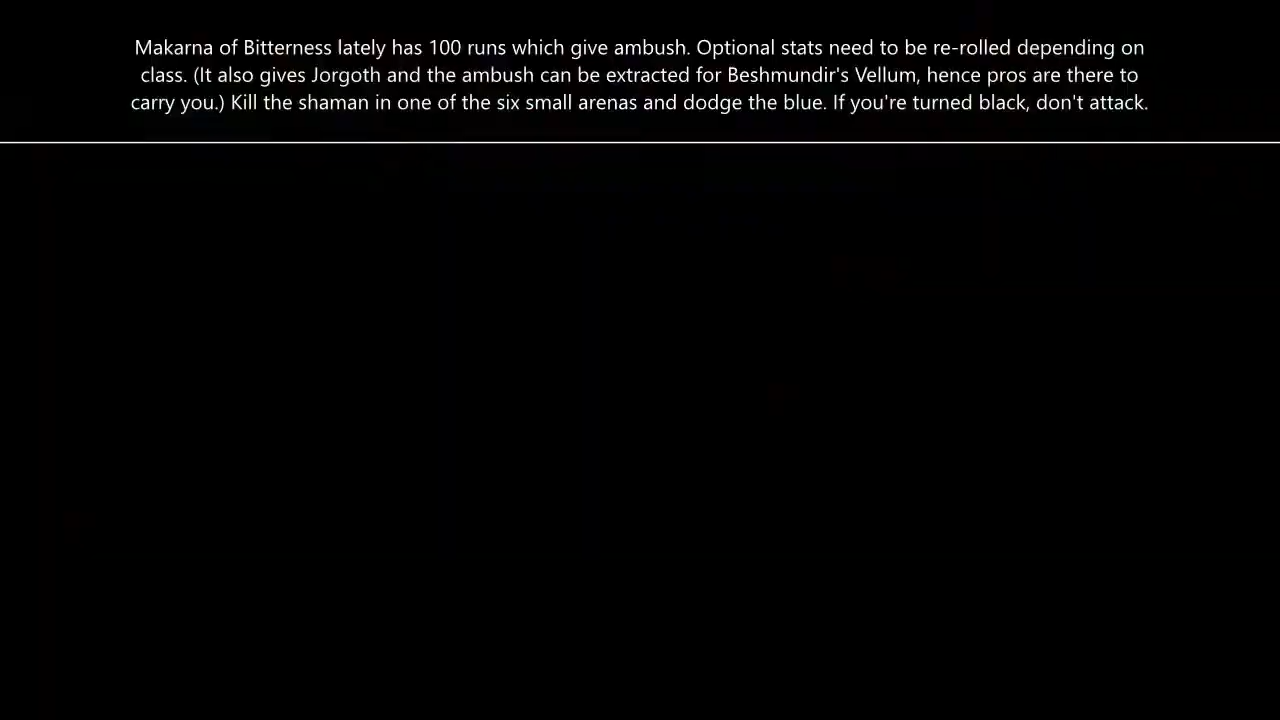 Makarna of Bitterness lately has 100 runs which give ambush. Optional stats need to be re-rolled depending on
class. (It also gives Jorgoth and the ambush can be extracted for Beshmundir's Vellum, hence pros are there to
carry you.) Kill the shaman in one of the six small arenas and dodge the blue. If you're turned black, don't attack.